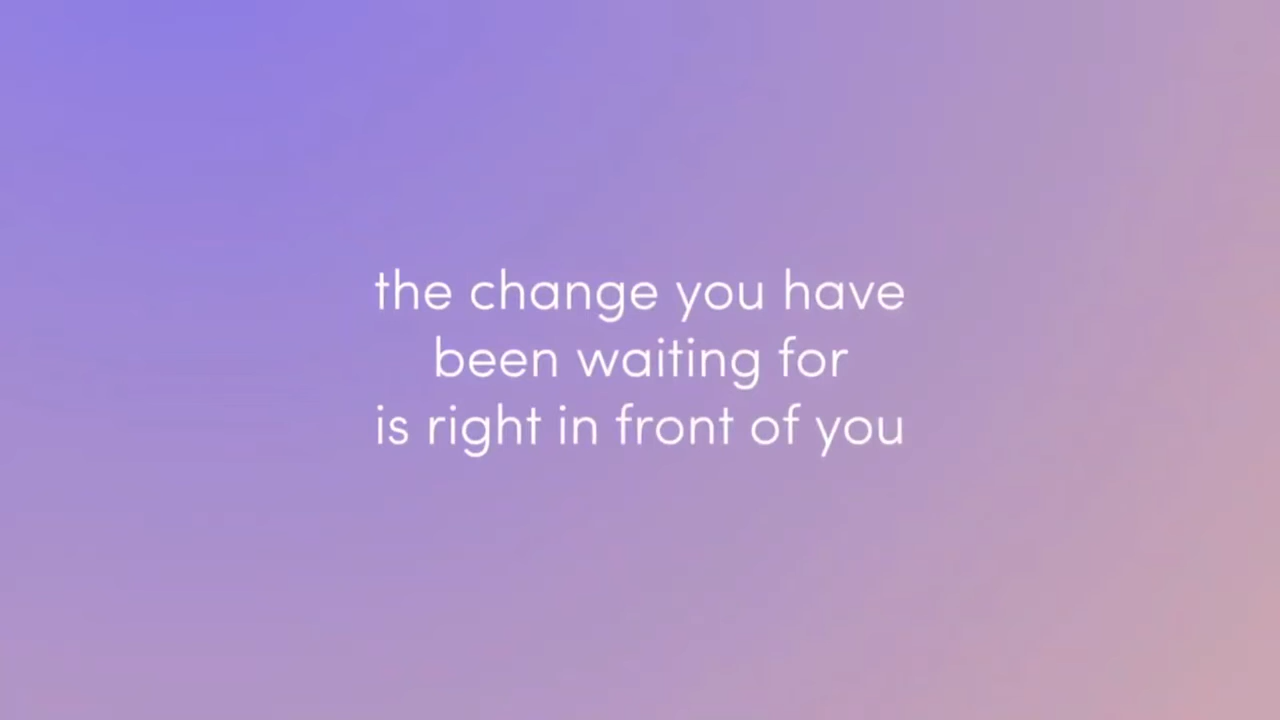 the change you have
been waiting for
is right in front of you